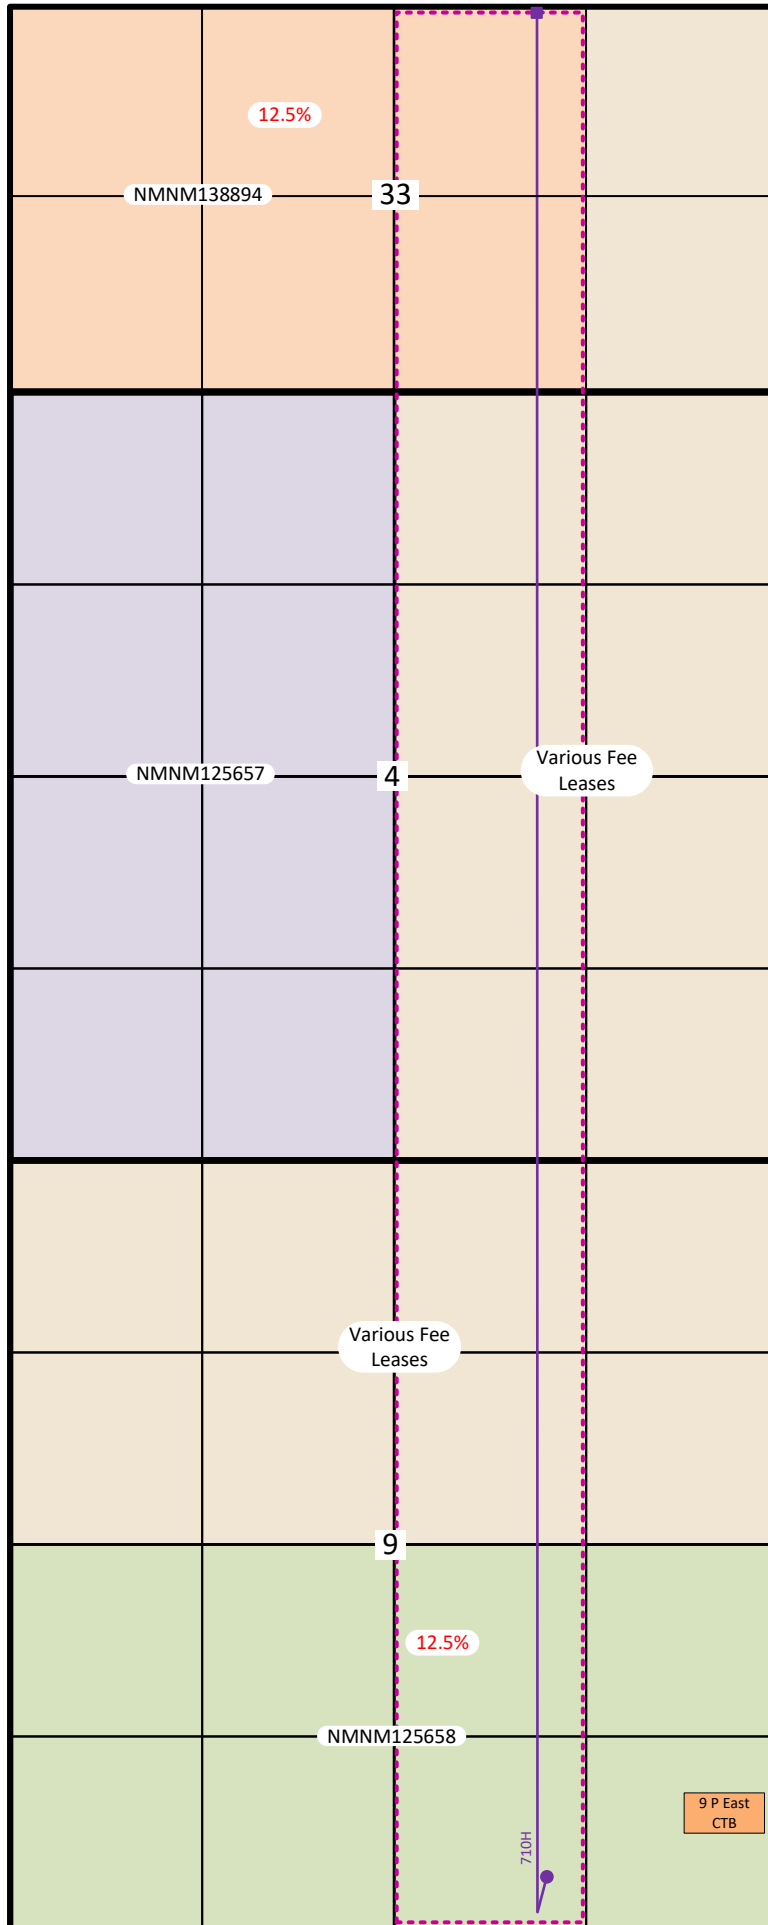 12.5%
NMNM138894
33
NMNM125657
4
Various Fee
Leases
Various Fee
Leases
9
12.5%
NMNM125658
9 P East
CTB
710H